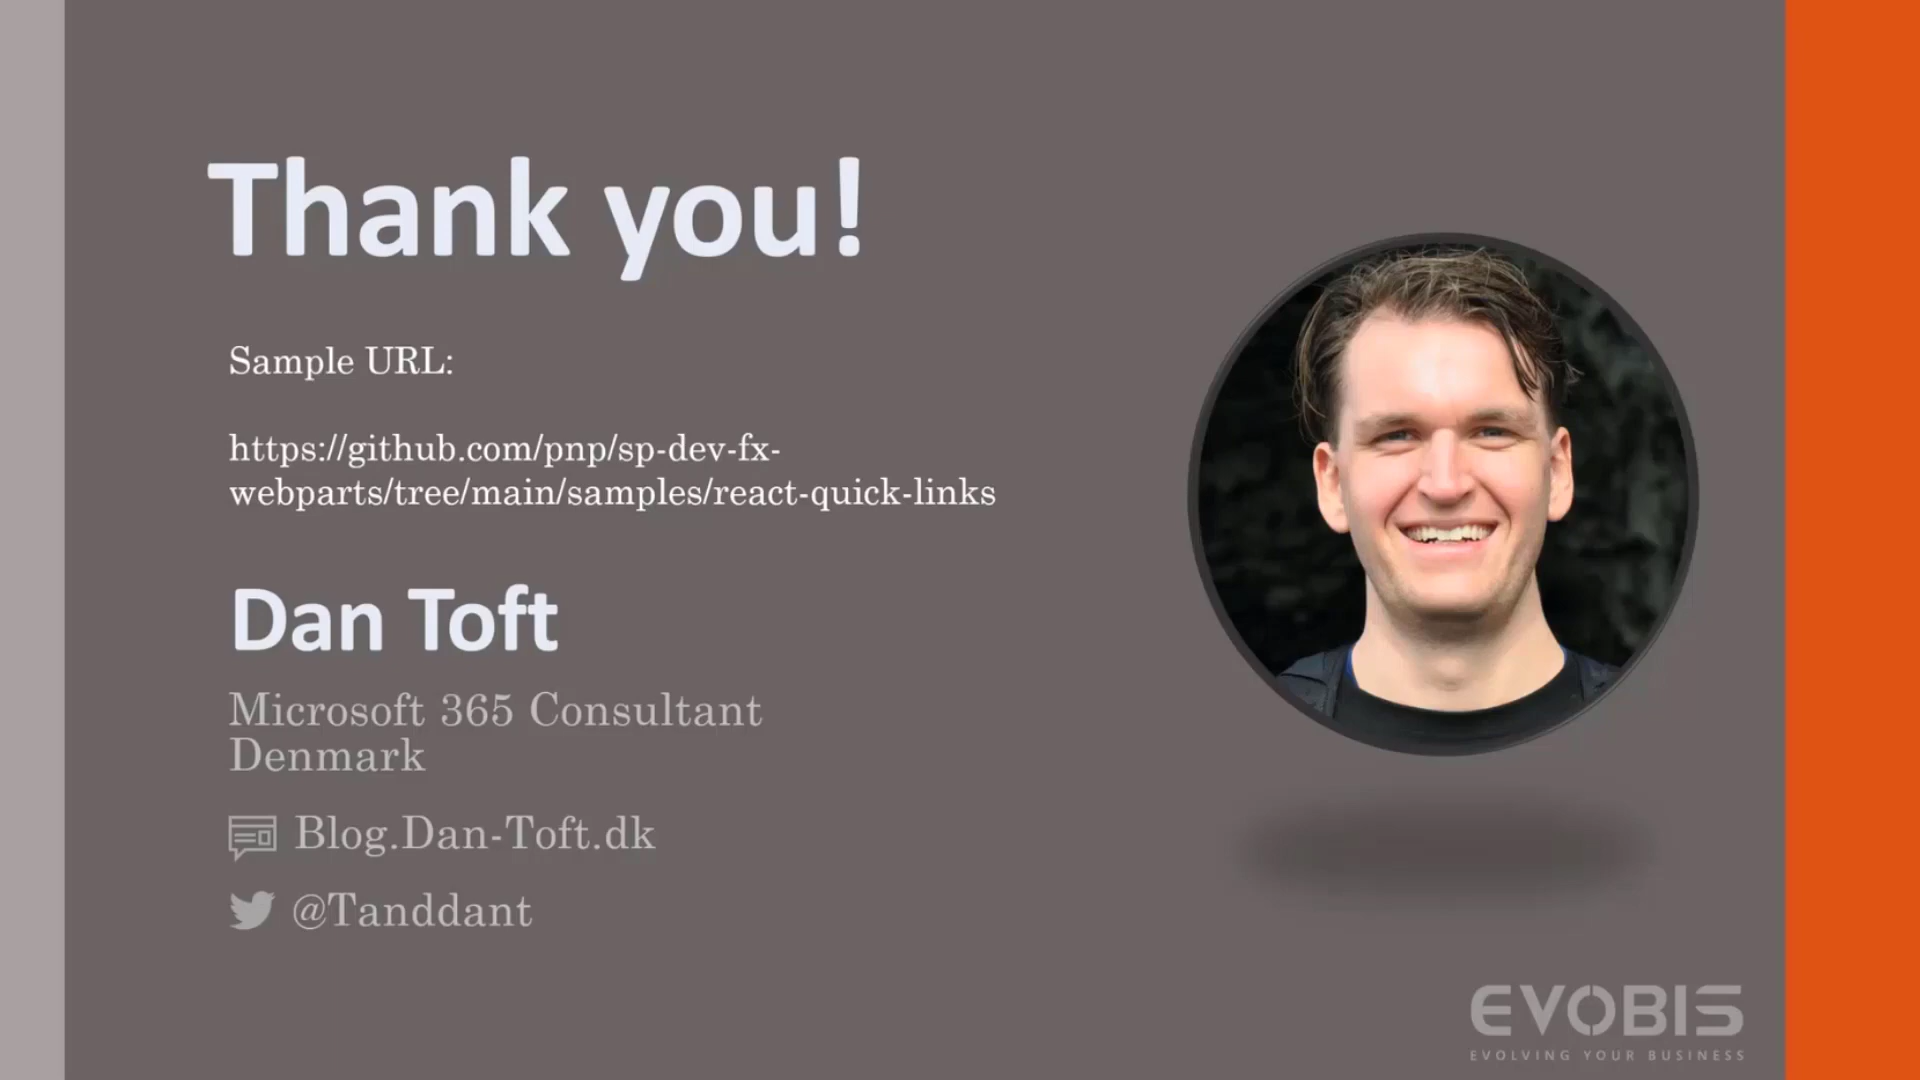 Thank you!
Sample URL:
https://github.com/pnp/sp-dev-fx-
webparts/tree/main/samples/react-quick-links
Dan Toft
Microsoft 365 Consultant
Denmark
Blog.Dan-Toft.dk
@Tanddant
EVOBIS
EVOLVING YOUR BUSINESS